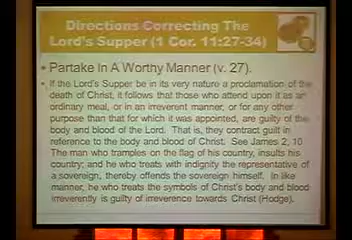 Directions Correcting The
Lord's Supper (1 Cor. 11:27-34)
• Partake In A Worthy Manner (v. 27).
• If the Lord's Supper be in its very nature a proclamation of the
death of Christ, it follows that those who attend upon it as an
ordinary meal, or in an irreverent manner, or for any other
purpose than that for which it was appointed, are guilty of the
body and blood of the Lord. That is, they contract guilt in
reference to the body and blood of Christ. See James 2, 10
The man who tramples on the flag of his country, insults his
country; and he who treats with indignity the representative of
a sovereign, thereby offends the sovereign himself. In like
manner, he who treats the symbols of Christ's body and blood
irreverently is guilty of irreverence towards Christ (Hodge).